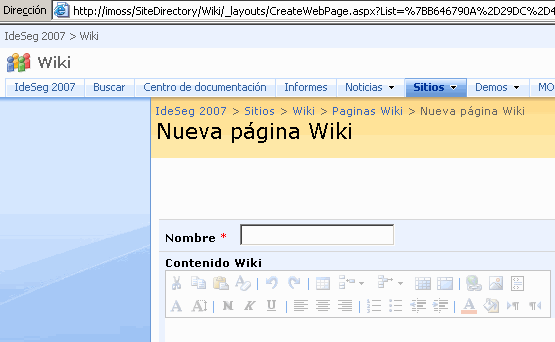 Dirección http://imoss/SiteDirectory/Wiki/_layouts/CreateWebPage.aspx?List=%7BB646790A%2D29DC%2D4
IdeSeg 2007 > Wiki
Wiki
IdeSeg 2007 Buscar Centro de documentación Informes Noticias Sitios Demos MO
IdeSeg 2007 > Sitios > Wiki > Paginas Wiki > Nueva página Wiki
Nueva página Wiki
Nombre *
Contenido Wiki
A A N K U A